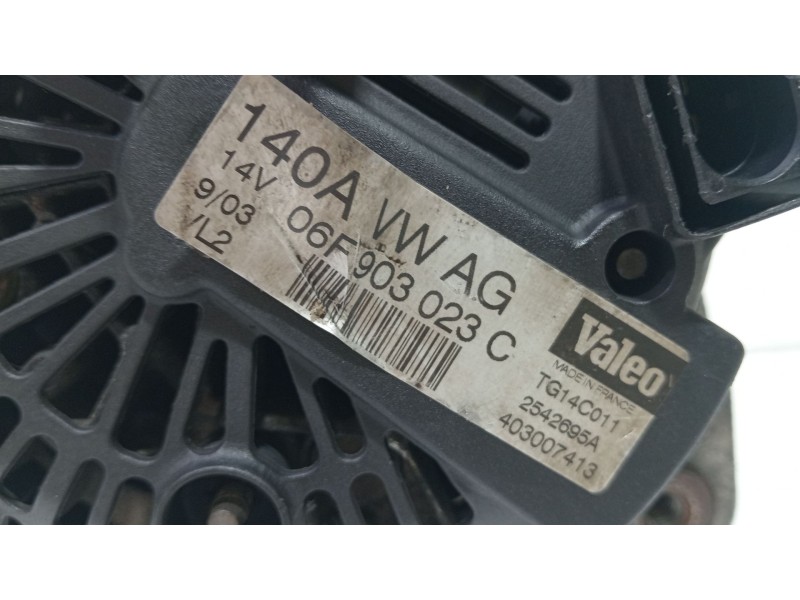 140A VW AG
14V 06F 903 023 C
9/03
/L2
Valeo
MADE IN FRANCE
TG14C011
2542695A
403007413